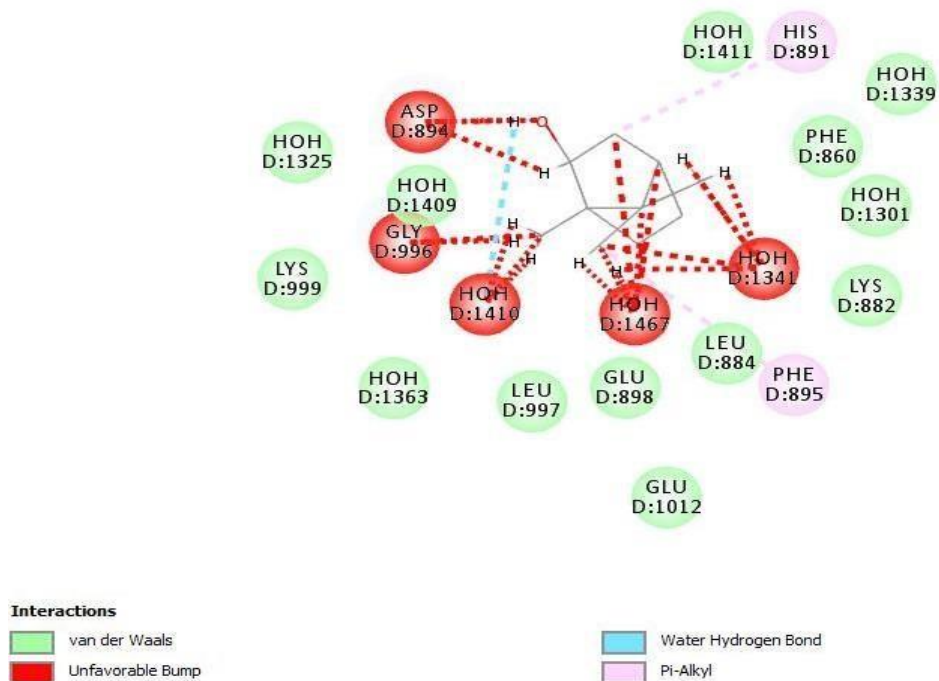 HOH
D:1411
HIS
D:891
HOH
D:1339
ASP
D:894
H
O
HOH
D:1325
PHE
D:860
H
H
H
HOH
D:1409
HOH
D:1301
GLY
D:996
H
H
H
H
H
LYS
D:999
HOH
D:1410
HOH
D:1467
HOH
D:1341
LYS
D:882
LEU
D:884
HOH
D:1363
LEU
D:997
GLU
D:898
PHE
D:895
GLU
D:1012
Interactions
van der Waals
Unfavorable Bump
Water Hydrogen Bond
Pi-Alkyl